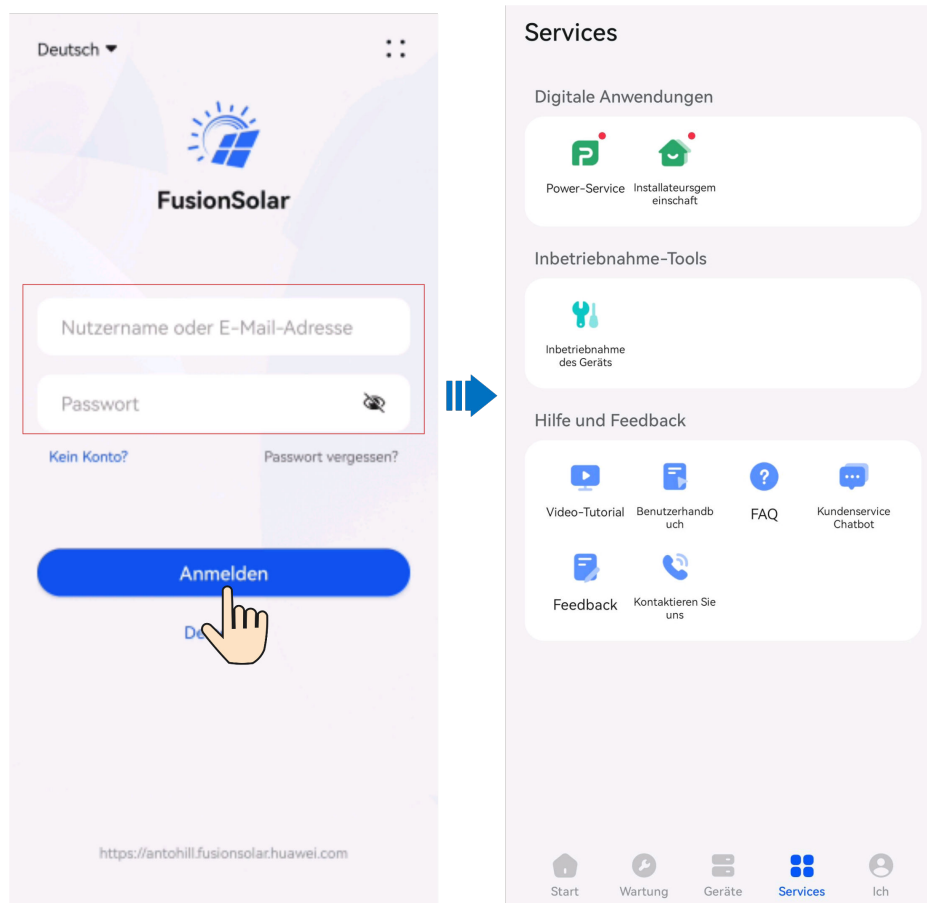 Deutsch
FusionSolar
Nutzername oder E-Mail-Adresse
Passwort
Kein Konto?
Passwort vergessen?
Anmelden
https://antohill.fusionsolar.huawei.com
Services
Digitale Anwendungen
Power-Service
Installateursgem
einschaft
Inbetriebnahme-Tools
Inbetriebnahme
des Geräts
Hilfe und Feedback
Video-Tutorial
Benutzerhandb
uch
FAQ
Kundenservice
Chatbot
Feedback
Kontaktieren Sie
uns
Start
Wartung
Geräte
Services
Ich